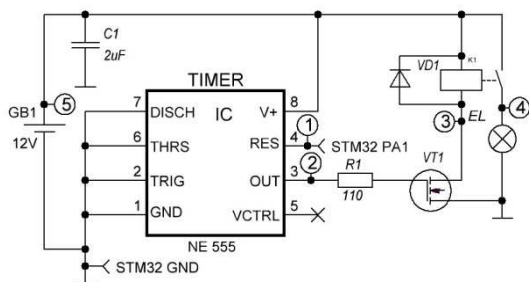 C1
2uF
TIMER
VD1
K1
GB1
5
12V
7 DISCH IC V+ 8
6 THRS RES 4
1
STM32 PA1
2 TRIG OUT 3
2
R1
110
1 GND VCTRL 5
NE 555
STM32 GND
3
EL
4
VT1